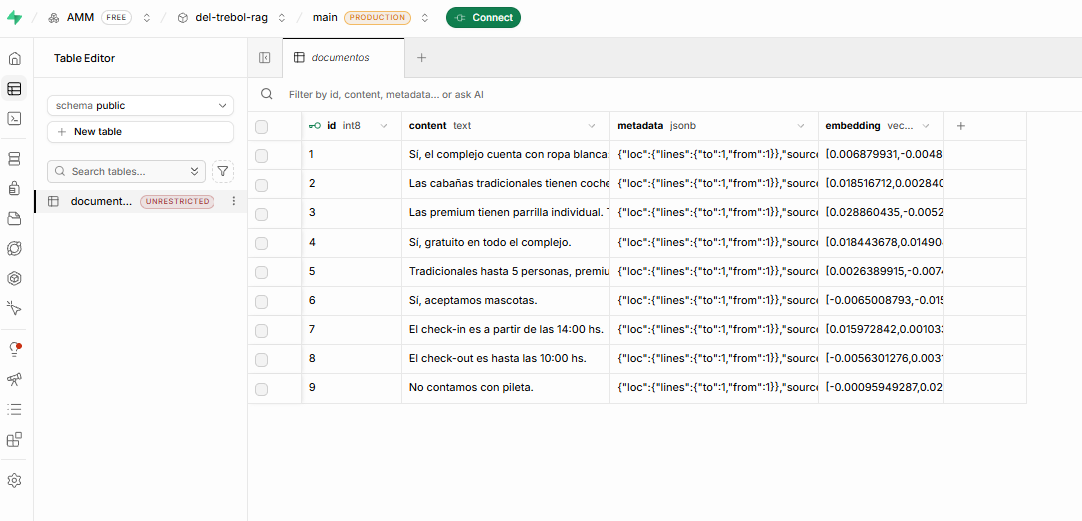 AMM FREE del-trebol-rag main PRODUCTION Connect
Table Editor
documentos
schema public
New table
Search tables...
document... UNRESTRICTED
Filter by id, content, metadata... or ask AI
id int8 content text metadata jsonb embedding vec...
1 Sí, el complejo cuenta con ropa blanca {"loc":{"lines":{"to":1,"from":1}},"source [0.006879931,-0.0048
2 Las cabañas tradicionales tienen coche {"loc":{"lines":{"to":1,"from":1}},"source [0.018516712,0.002840
3 Las premium tienen parrilla individual. T {"loc":{"lines":{"to":1,"from":1}},"source [0.028860435,-0.0052
4 Sí, gratuito en todo el complejo. {"loc":{"lines":{"to":1,"from":1}},"source [0.018443678,0.01490
5 Tradicionales hasta 5 personas, premiu {"loc":{"lines":{"to":1,"from":1}},"source [0.0026389915,-0.007
6 Sí, aceptamos mascotas. {"loc":{"lines":{"to":1,"from":1}},"source [-0.0065008793,-0.015
7 El check-in es a partir de las 14:00 hs. {"loc":{"lines":{"to":1,"from":1}},"source [0.015972842,0.00103
8 El check-out es hasta las 10:00 hs. {"loc":{"lines":{"to":1,"from":1}},"source [-0.0056301276,0.003
9 No contamos con pileta. {"loc":{"lines":{"to":1,"from":1}},"source [-0.00095949287,0.02